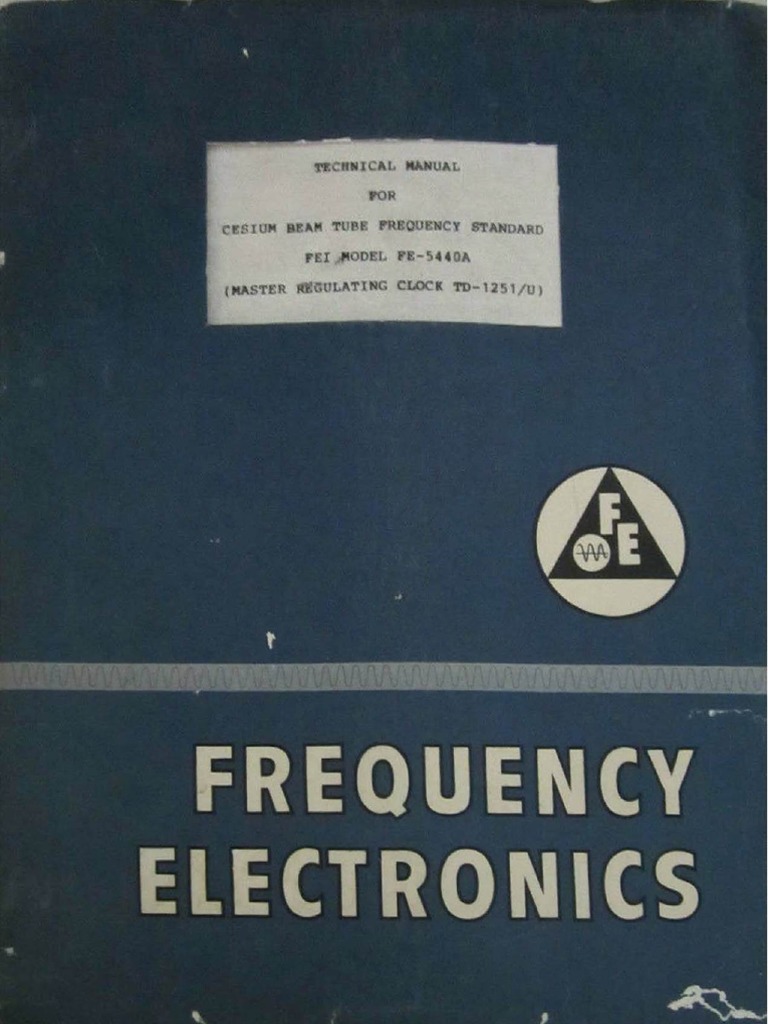 TECHNICAL MANUAL
FOR
CESIUM BEAM TUBE FREQUENCY STANDARD
FEI MODEL FE-5440A
(MASTER REGULATING CLOCK TD-1251/U)
F
E
FREQUENCY
ELECTRONICS